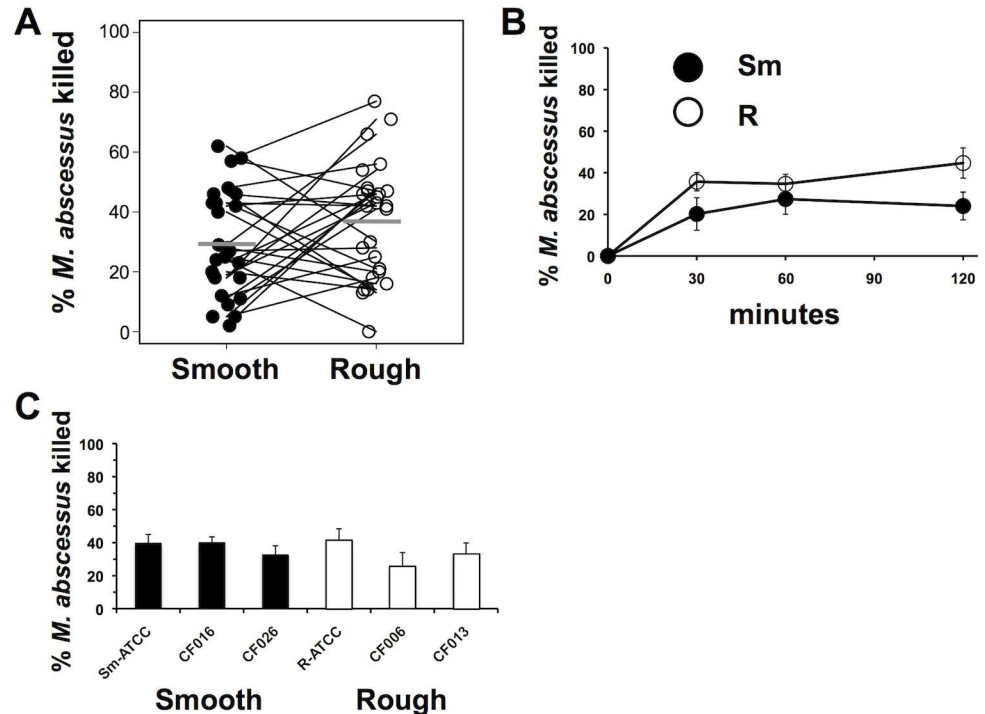 A
% M. abscessus killed
100
80
60
40
20
0
Smooth Rough
B
% M. abscessus killed
100
80
60
40
20
0
Sm
R
0 30 60 90 120
minutes
C
% M. abscessus killed
100
80
60
40
20
0
Sm-ATCC CF016 CF026 R-ATCC CF006 CF013
Smooth Rough